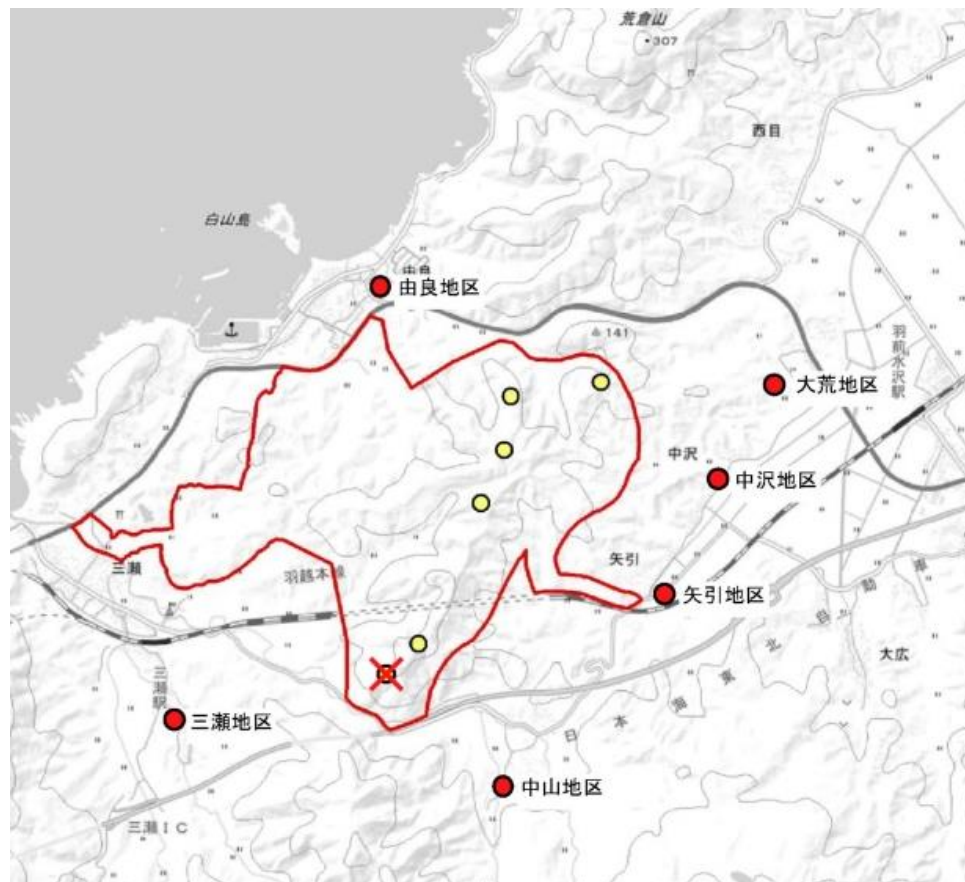 荒倉山
・307
西目
白山島
由良
由良地区
141
羽前水沢駅
大荒地区
中沢
中沢地区
三瀬
羽越本線
矢引
矢引地区
日本海東北自動車
大広
三瀬駅
三瀬地区
中山地区
三瀬IC